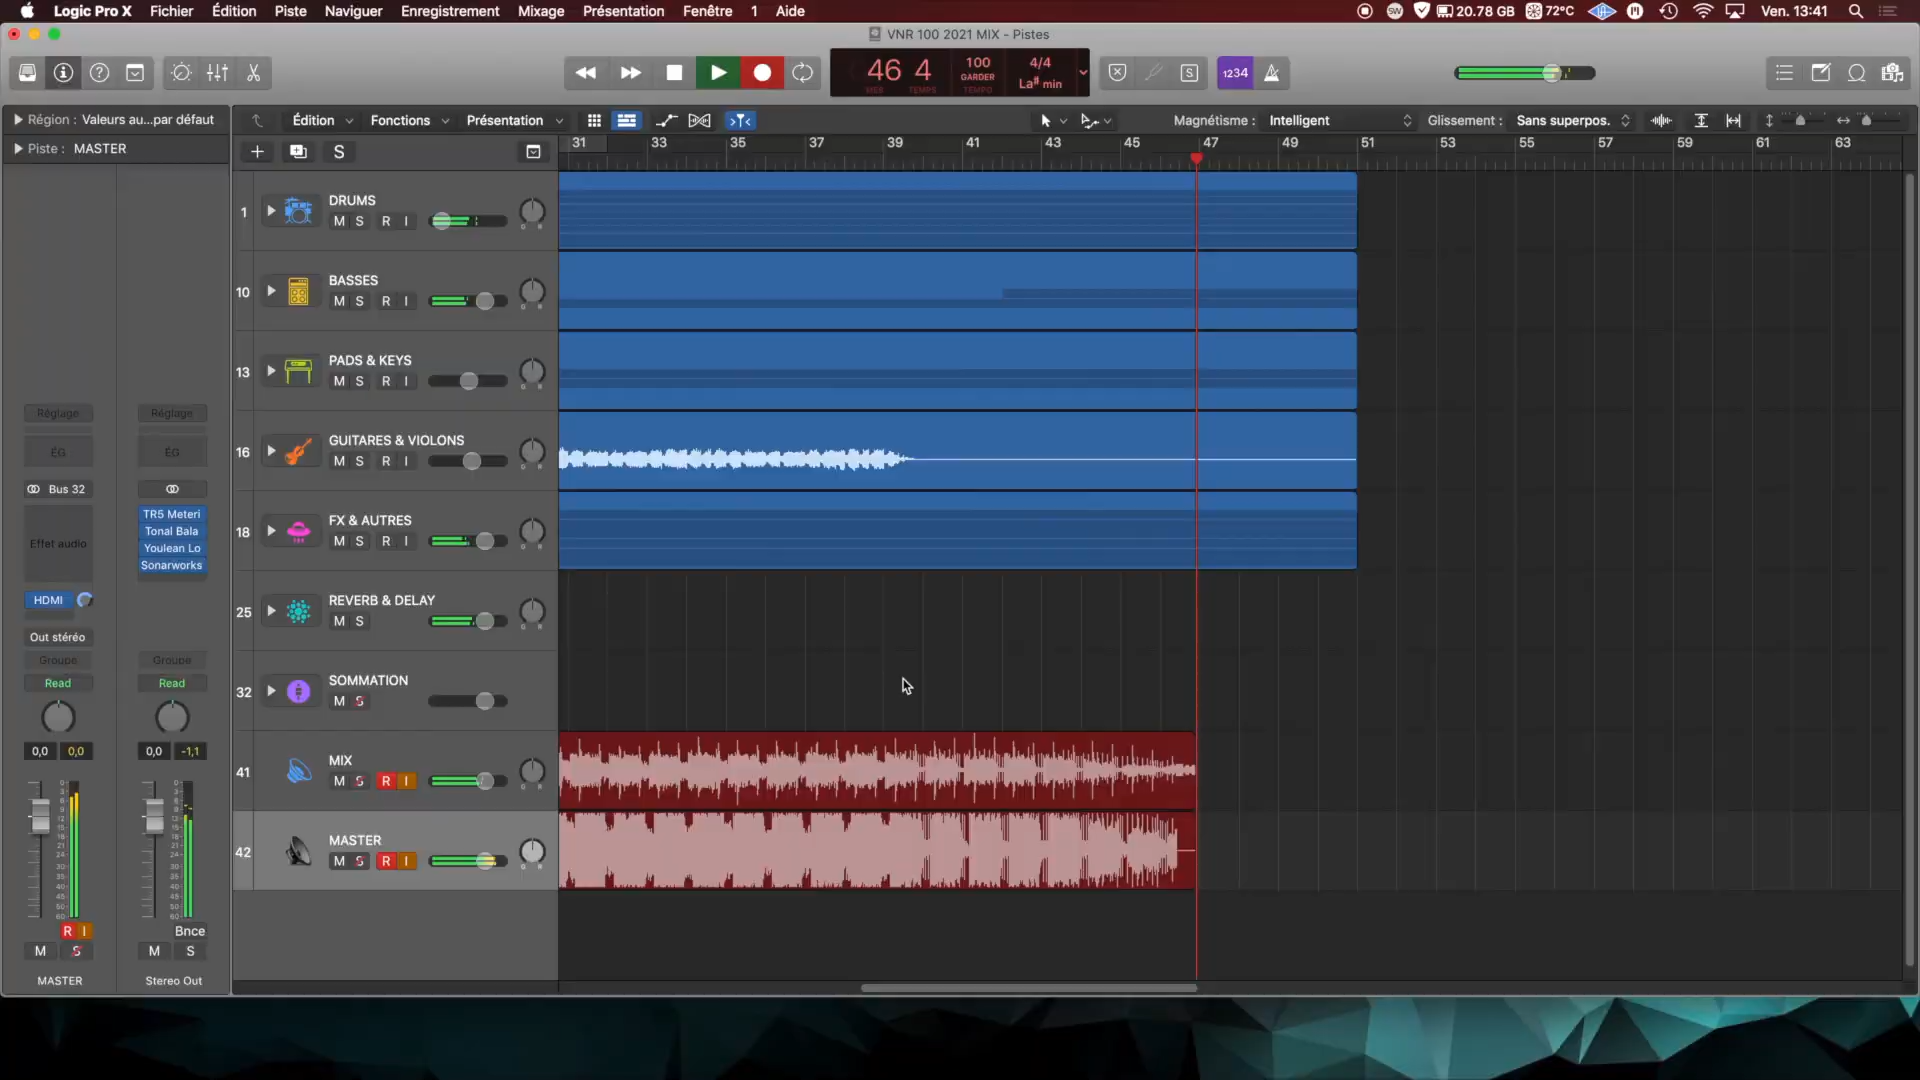 Logic Pro X Fichier Édition Piste Naviguer Enregistrement Mixage Présentation Fenêtre 1 Aide 20.78 GB 72°C Ven. 13:41
VNR 100 2021 MIX - Pistes
46 4 100 GARDER 4/4 La# min
MES TEMPS TEMPO
1234
S
Région : Valeurs au...par défaut
Édition Fonctions Présentation Magnétisme : Intelligent Glissement : Sans superpos.
Piste : MASTER
S
31 33 35 37 39 41 43 45 47 49 51 53 55 57 59 61 63
1 DRUMS
M S R I
10 BASSES
M S R I
13 PADS & KEYS
M S R I
16 GUITARES & VIOLONS
M S R I
18 FX & AUTRES
M S R I
25 REVERB & DELAY
M S
32 SOMMATION
M S
41 MIX
M S R I
42 MASTER
M S R I
Réglage Réglage
ÉG ÉG
Bus 32
Effet audio
TR5 Meteri
Tonal Bala
Youlean Lo
Sonarworks
HDMI
Out stéréo
Groupe Groupe
Read Read
0,0 0,0 0,0 -1,1
R I Bnce
M S M S
MASTER Stereo Out